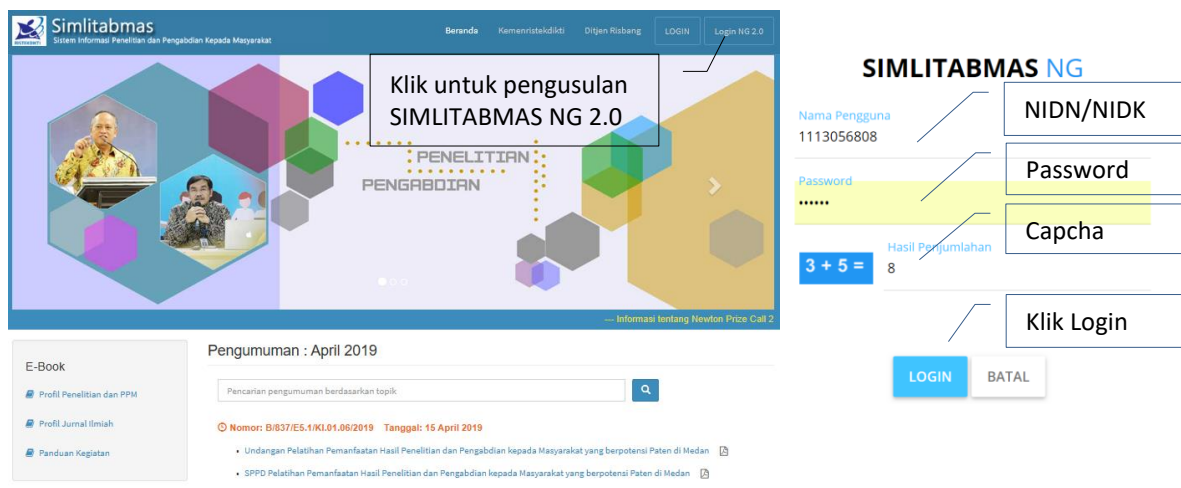 Simlitabmas
Sistem Informasi Penelitian dan Pengabdian Kepada Masyarakat
Beranda Kemenristekdikti Ditjen Risbang LOGIN Login NG 2.0
Klik untuk pengusulan
SIMLITABMAS NG 2.0
PENELITIAN
PENGABDIAN
— Informasi tentang Newton Prize Call 2
E-Book
Profil Penelitian dan PPM
Profil Jurnal Ilmiah
Panduan Kegiatan
Pengumuman : April 2019
Pencarian pengumuman berdasarkan topik
Nomor: B/837/E5.1/KI.01.06/2019 Tanggal: 15 April 2019
• Undangan Pelatihan Pemanfaatan Hasil Penelitian dan Pengabdian kepada Masyarakat yang berpotensi Paten di Medan
• SPPD Pelatihan Pemanfaatan Hasil Penelitian dan Pengabdian kepada Masyarakat yang berpotensi Paten di Medan
SIMLITABMAS NG
Nama Pengguna
1113056808
NIDN/NIDK
Password
••••••
Password
Hasil Penjumlahan
3 + 5 = 8
Capcha
Klik Login
LOGIN BATAL